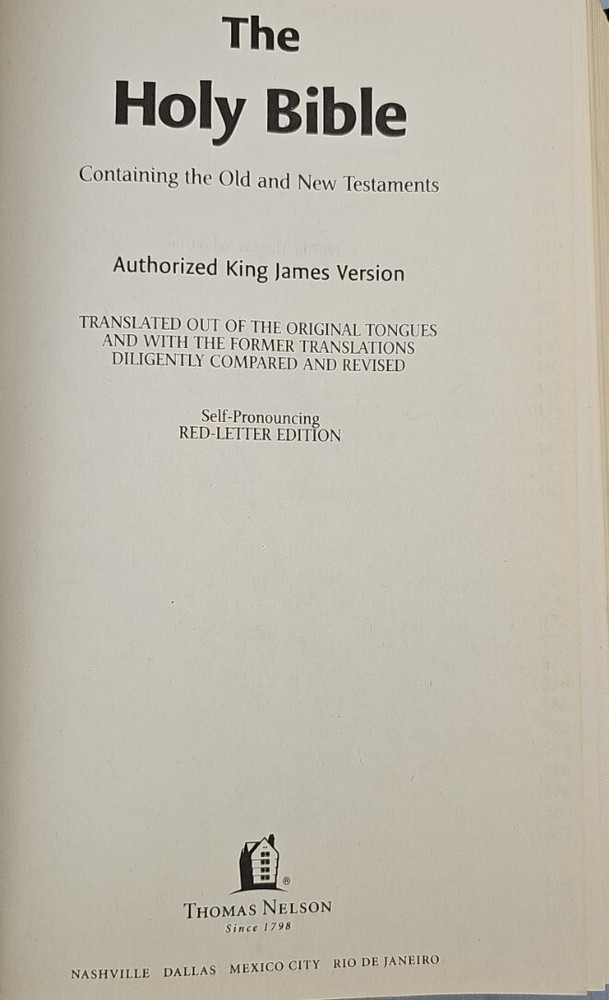 The
Holy Bible
Containing the Old and New Testaments
Authorized King James Version
TRANSLATED OUT OF THE ORIGINAL TONGUES
AND WITH THE FORMER TRANSLATIONS
DILIGENTLY COMPARED AND REVISED
Self-Pronouncing
RED-LETTER EDITION
®
THOMAS NELSON
Since 1798
NASHVILLE DALLAS MEXICO CITY RIO DE JANEIRO